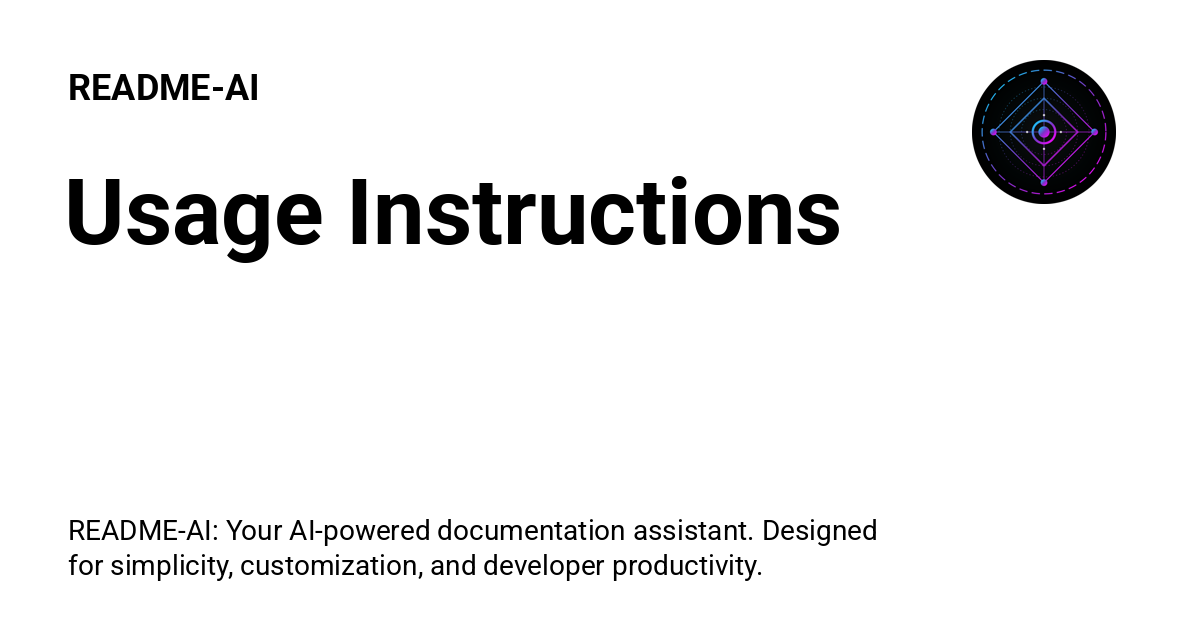 README-AI
Usage Instructions
README-AI: Your AI-powered documentation assistant. Designed
for simplicity, customization, and developer productivity.